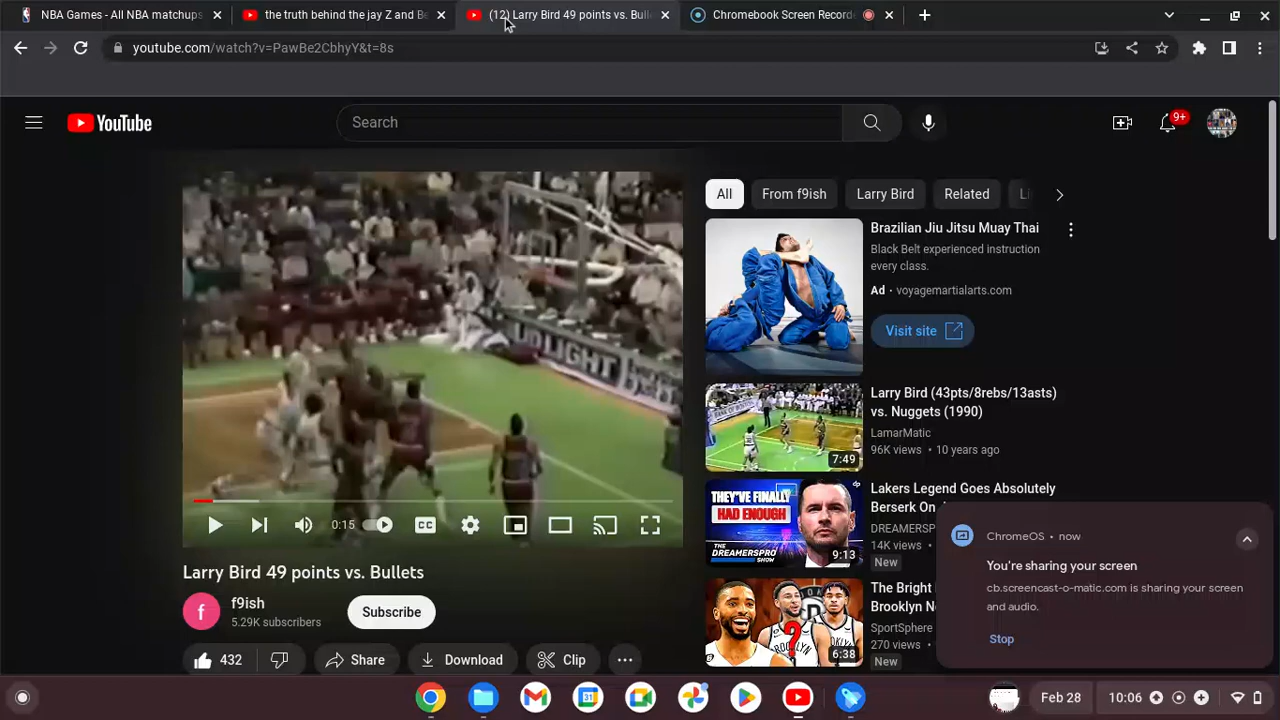 NBA Games - All NBA matchups
the truth behind the jay Z and Be
(12) Larry Bird 49 points vs. Bull
Chromebook Screen Record
youtube.com/watch?v=PawBe2CbhyY&t=8s
YouTube
Search
9+
All
From f9ish
Larry Bird
Related
Li
Brazilian Jiu Jitsu Muay Thai
Black Belt experienced instruction
every class.
Ad · voyagemartialarts.com
Visit site
Larry Bird (43pts/8rebs/13asts)
vs. Nuggets (1990)
LamarMatic
96K views · 10 years ago
7:49
THEY'VE FINALLY
HAD ENOUGH
9:13
Lakers Legend Goes Absolutely
Berserk On
DREAMERSP
14K views
New
The Bright
Brooklyn Ne
SportSphere
270 views
New
6:38
ChromeOS · now
You're sharing your screen
cb.screencast-o-matic.com is sharing your screen
and audio.
Stop
UD LIGHT
0:15
CC
Larry Bird 49 points vs. Bullets
f
f9ish
5.29K subscribers
Subscribe
432
Share
Download
Clip
31
Feb 28
10:06